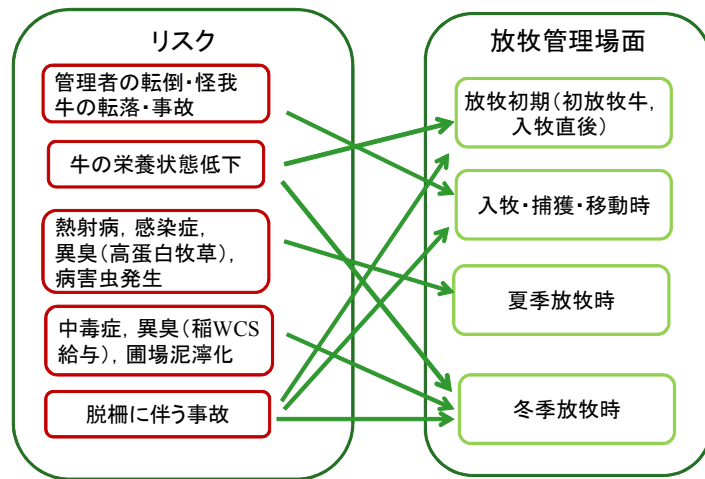 リスク
管理者の転倒・怪我
牛の転落・事故
牛の栄養状態低下
熱射病，感染症，
異臭（高蛋白牧草），
病害虫発生
中毒症，異臭（稲WCS
給与），圃場泥濘化
脱柵に伴う事故
放牧管理場面
放牧初期（初放牧牛，
入牧直後）
入牧・捕獲・移動時
夏季放牧時
冬季放牧時